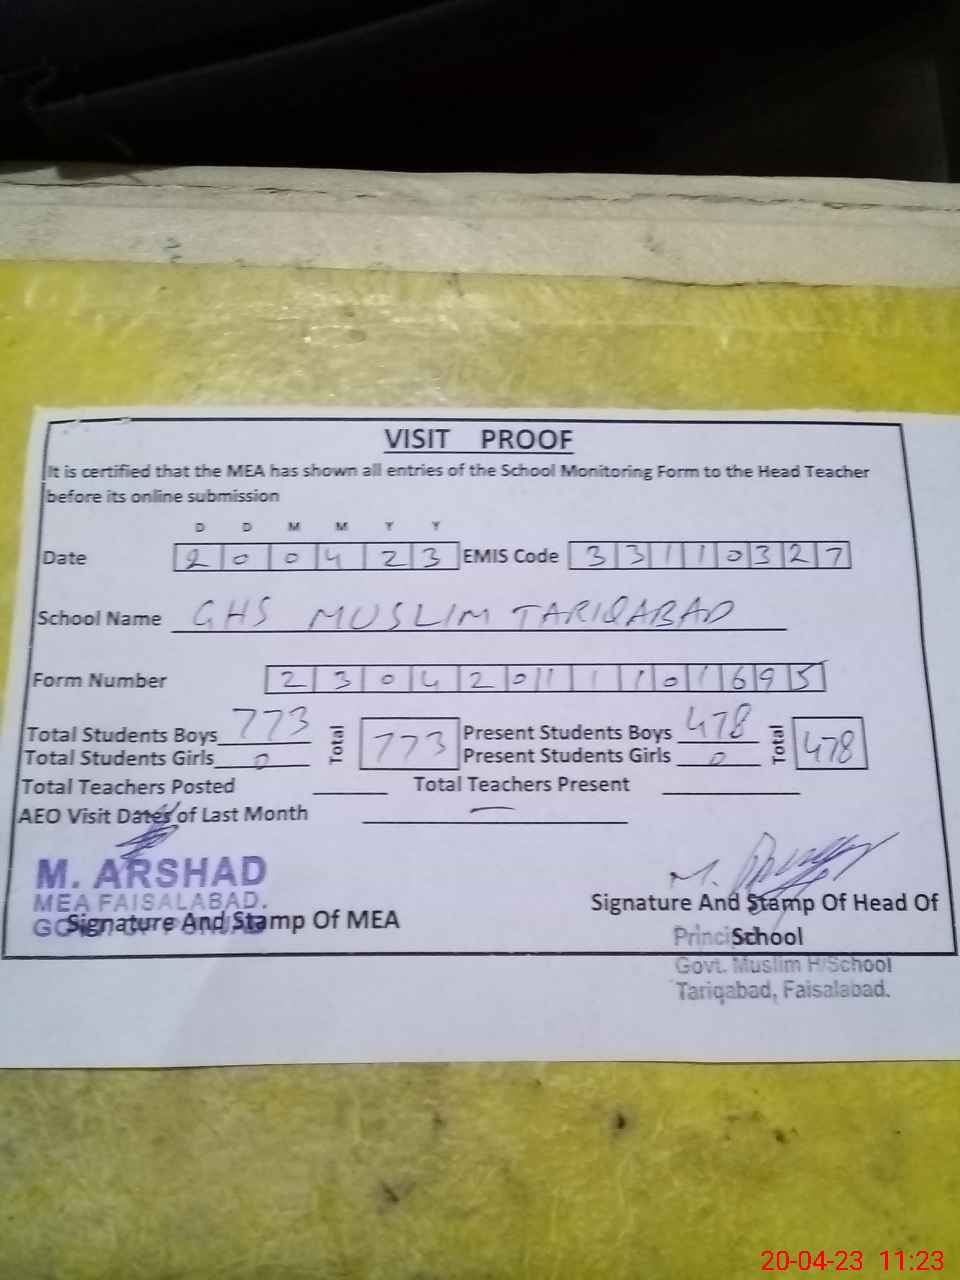 VISIT PROOF
It is certified that the MEA has shown all entries of the School Monitoring Form to the Head Teacher
before its online submission
D D M M Y Y
Date 2 0 0 4 2 3 EMIS Code 3 3 1 1 0 3 2 7
School Name GHS MUSLIM TARIQABAD
Form Number 2 3 0 4 2 0 1 1 1 0 1 6 9 5
Total Students Boys 773 Total 773 Present Students Boys 478 Total 478
Total Students Girls 0 Present Students Girls 0
Total Teachers Posted Total Teachers Present
AEO Visit Dates of Last Month —
M. ARSHAD
MEA FAISALABAD.
Signature And Stamp Of MEA
Signature And Stamp Of Head Of
School
Govt. Muslim H/School
Tariqabad, Faisalabad.
20-04-23 11:23